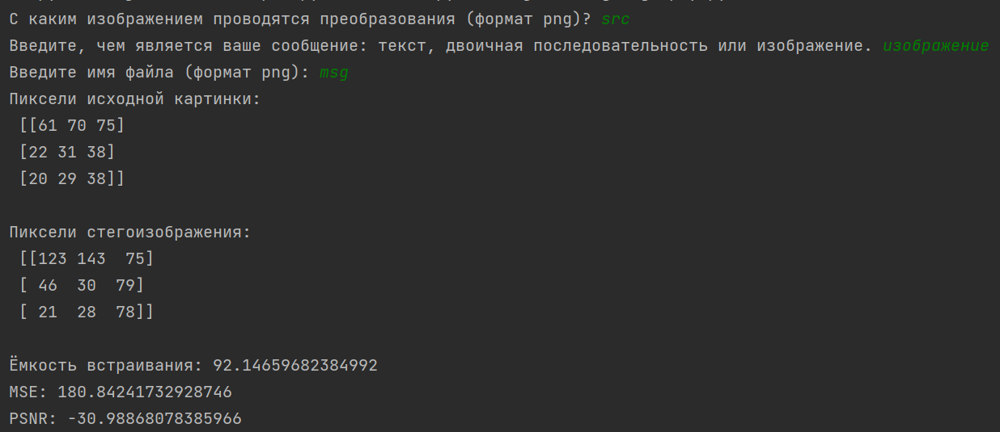 С каким изображением проводятся преобразования (формат png)? src
Введите, чем является ваше сообщение: текст, двоичная последовательность или изображение. изображение
Введите имя файла (формат png): msg
Пиксели исходной картинки:
[[61 70 75]
[22 31 38]
[20 29 38]]
Пиксели стегоизображения:
[[123 143  75]
[ 46  30  79]
[ 21  28  78]]
Ёмкость встраивания: 92.14659682384992
MSE: 180.84241732928746
PSNR: -30.98868078385966